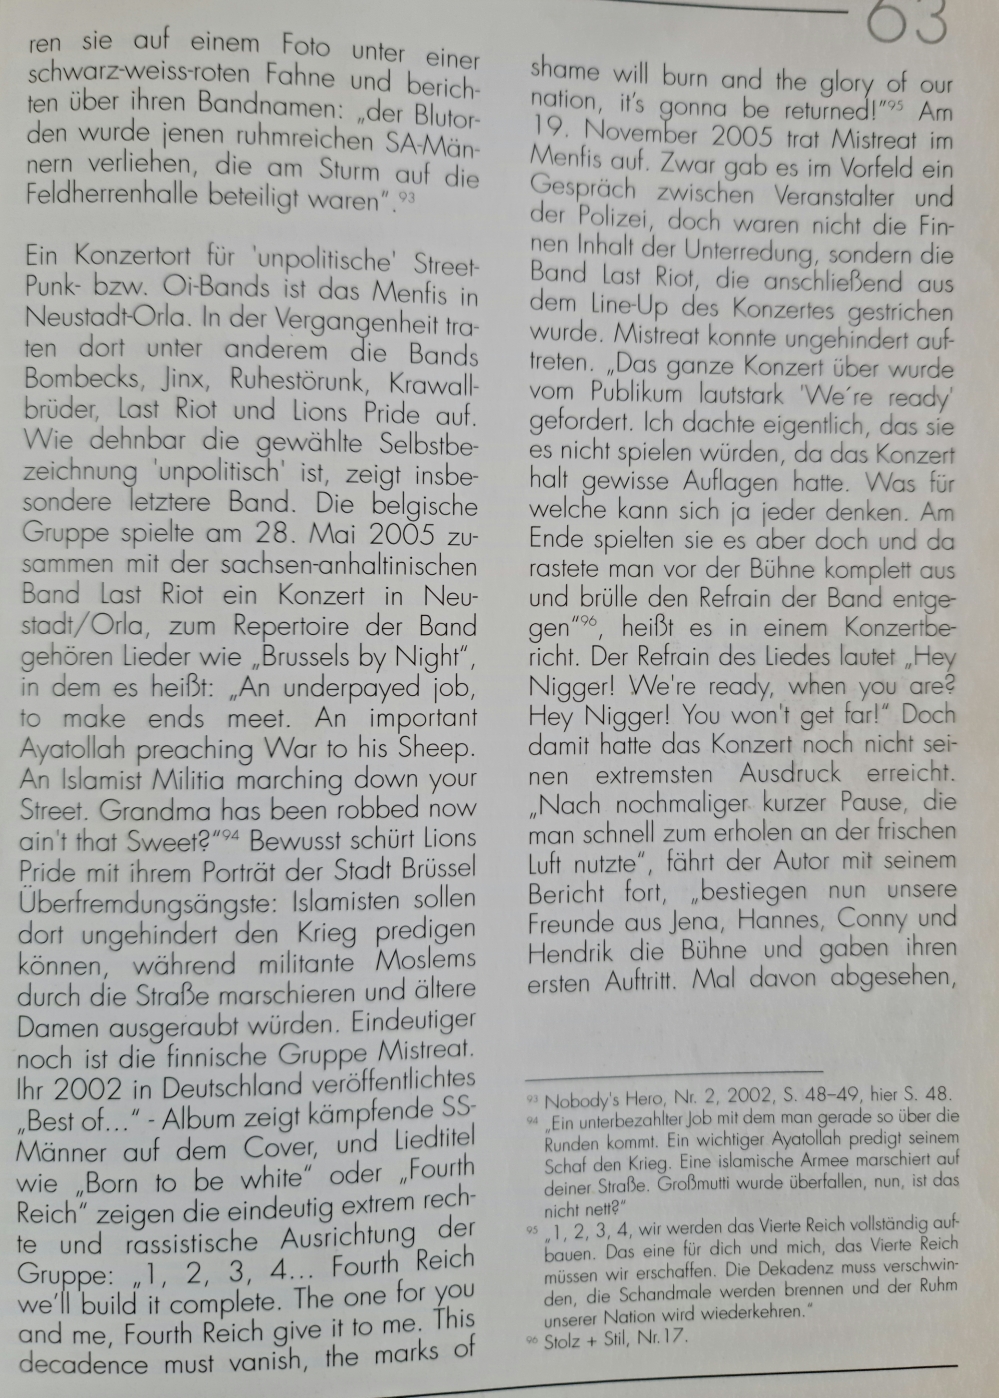 63
ren sie auf einem Foto unter einer
schwarz-weiss-roten Fahne und berich-
ten über ihren Bandnamen: „der Blutor-
den wurde jenen ruhmreichen SA-Män-
nern verliehen, die am Sturm auf die
Feldherrenhalle beteiligt waren".⁹³
Ein Konzertort für 'unpolitische' Street-
Punk- bzw. Oi-Bands ist das Menfis in
Neustadt-Orla. In der Vergangenheit tra-
ten dort unter anderem die Bands
Bombecks, Jinx, Ruhestörunk, Krawall-
brüder, Last Riot und Lions Pride auf.
Wie dehnbar die gewählte Selbstbe-
zeichnung 'unpolitisch' ist, zeigt insbe-
sondere letztere Band. Die belgische
Gruppe spielte am 28. Mai 2005 zu-
sammen mit der sachsen-anhaltinischen
Band Last Riot ein Konzert in Neu-
stadt/Orla, zum Repertoire der Band
gehören Lieder wie „Brussels by Night",
in dem es heißt: „An underpayed job,
to make ends meet. An important
Ayatollah preaching War to his Sheep.
An Islamist Militia marching down your
Street. Grandma has been robbed now
ain't that Sweet?"⁹⁴ Bewusst schürt Lions
Pride mit ihrem Porträt der Stadt Brüssel
Überfremdungsängste: Islamisten sollen
dort ungehindert den Krieg predigen
können, während militante Moslems
durch die Straße marschieren und ältere
Damen ausgeraubt würden. Eindeutiger
noch ist die finnische Gruppe Mistreat.
Ihr 2002 in Deutschland veröffentlichtes
„Best of..." - Album zeigt kämpfende SS-
Männer auf dem Cover, und Liedtitel
wie „Born to be white" oder „Fourth
Reich" zeigen die eindeutig extrem rech-
te und rassistische Ausrichtung der
Gruppe: „1, 2, 3, 4... Fourth Reich
we'll build it complete. The one for you
and me, Fourth Reich give it to me. This
decadence must vanish, the marks of
shame will burn and the glory of our
nation, it's gonna be returned!"⁹⁵ Am
19. November 2005 trat Mistreat im
Menfis auf. Zwar gab es im Vorfeld ein
Gespräch zwischen Veranstalter und
der Polizei, doch waren nicht die Fin-
nen Inhalt der Unterredung, sondern die
Band Last Riot, die anschließend aus
dem Line-Up des Konzertes gestrichen
wurde. Mistreat konnte ungehindert auf-
treten. „Das ganze Konzert über wurde
vom Publikum lautstark 'We´re ready'
gefordert. Ich dachte eigentlich, das sie
es nicht spielen würden, da das Konzert
halt gewisse Auflagen hatte. Was für
welche kann sich ja jeder denken. Am
Ende spielten sie es aber doch und da
rastete man vor der Bühne komplett aus
und brülle den Refrain der Band entge-
gen"⁹⁶, heißt es in einem Konzertbe-
richt. Der Refrain des Liedes lautet „Hey
Nigger! We're ready, when you are?
Hey Nigger! You won't get far!" Doch
damit hatte das Konzert noch nicht sei-
nen extremsten Ausdruck erreicht.
„Nach nochmaliger kurzer Pause, die
man schnell zum erholen an der frischen
Luft nutzte", fährt der Autor mit seinem
Bericht fort, „bestiegen nun unsere
Freunde aus Jena, Hannes, Conny und
Hendrik die Bühne und gaben ihren
ersten Auftritt. Mal davon abgesehen,
⁹³ Nobody's Hero, Nr. 2, 2002, S. 48–49, hier S. 48.
⁹⁴ „Ein unterbezahlter Job mit dem man gerade so über die
Runden kommt. Ein wichtiger Ayatollah predigt seinem
Schaf den Krieg. Eine islamische Armee marschiert auf
deiner Straße. Großmutti wurde überfallen, nun, ist das
nicht nett?"
⁹⁵ „1, 2, 3, 4, wir werden das Vierte Reich vollständig auf-
bauen. Das eine für dich und mich, das Vierte Reich
müssen wir erschaffen. Die Dekadenz muss verschwin-
den, die Schandmale werden brennen und der Ruhm
unserer Nation wird wiederkehren."
⁹⁶ Stolz + Stil, Nr.17.